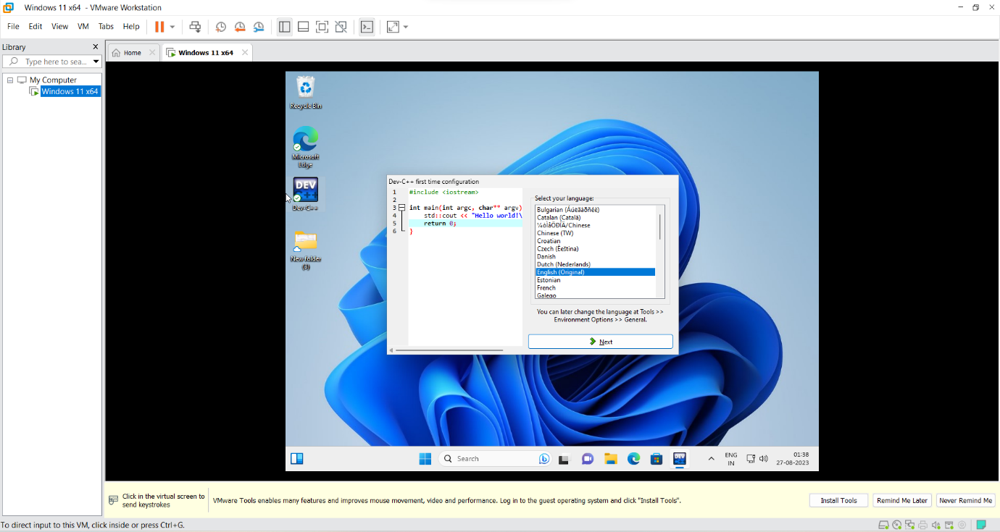 Windows 11 x64 - VMware Workstation
File Edit View VM Tabs Help
Library
Type here to sea...
My Computer
Windows 11 x64
Home
Windows 11 x64
Recycle Bin
Microsoft
Edge
DEV
C++
Dev-C++
New folder
(3)
Dev-C++ first time configuration
1 #include <iostream>
2
3 int main(int argc, char** argv)
4 std::cout << "Hello world!\
5 return 0;
6 }
Select your language:
Bulgarian (Áúëãàðñêè)
Catalan (Català)
¼òÌåÖÐÎÄ/Chinese
Chinese (TW)
Croatian
Czech (Èeština)
Danish
Dutch (Nederlands)
English (Original)
Estonian
French
Galego
You can later change the language at Tools >>
Environment Options >> General.
Next
Search
DEV
ENG
IN
01:38
27-08-2023
Click in the virtual screen to
send keystrokes
VMware Tools enables many features and improves mouse movement, video and performance. Log in to the guest operating system and click "Install Tools".
Install Tools
Remind Me Later
Never Remind Me
To direct input to this VM, click inside or press Ctrl+G.